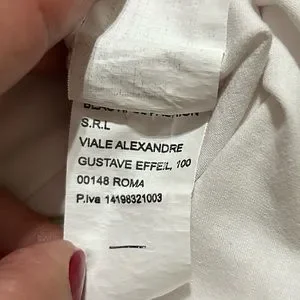 S.R.L
VIALE ALEXANDRE
GUSTAVE EFFEIL, 100
00148 ROMA
P.Iva 14198321003